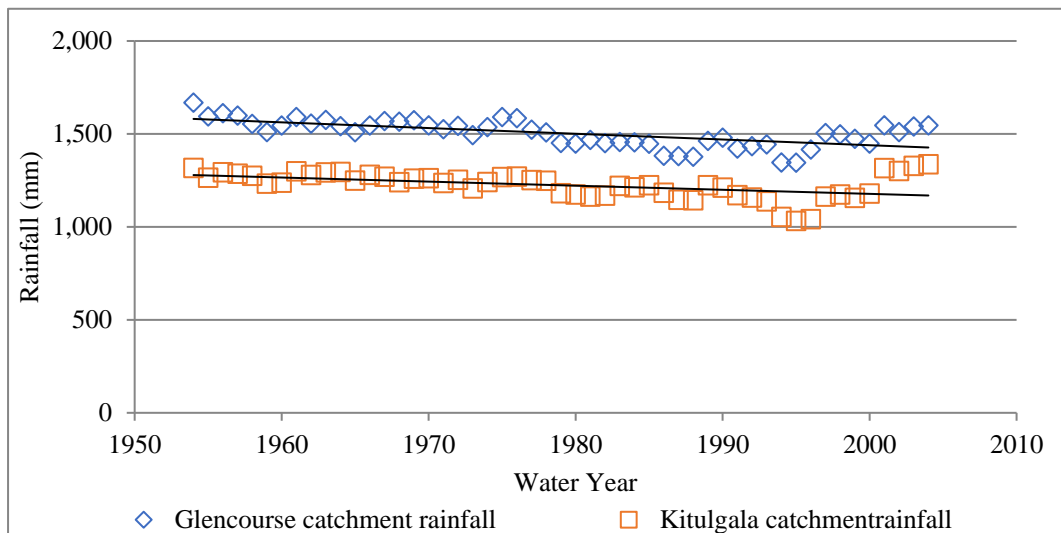 2,000
1,500
1,000
500
0
Rainfall (mm)
1950 1960 1970 1980 1990 2000 2010
Water Year
Glencourse catchment rainfall Kitulgala catchmentrainfall